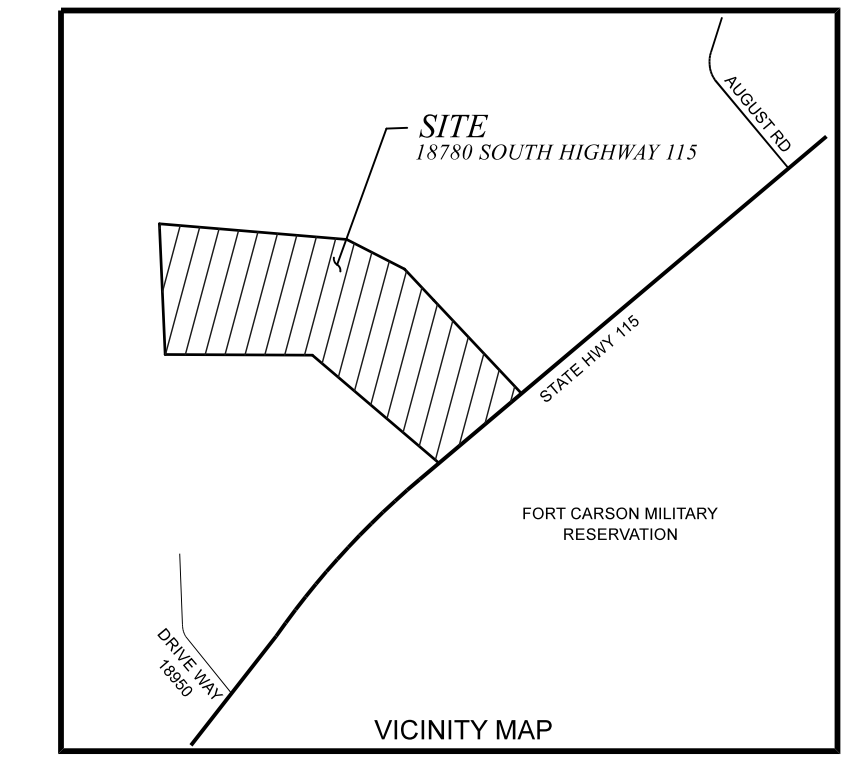 AUGUST RD
SITE
18780 SOUTH HIGHWAY 115
STATE HWY 115
FORT CARSON MILITARY
RESERVATION
DRIVE WAY
18950
VICINITY MAP